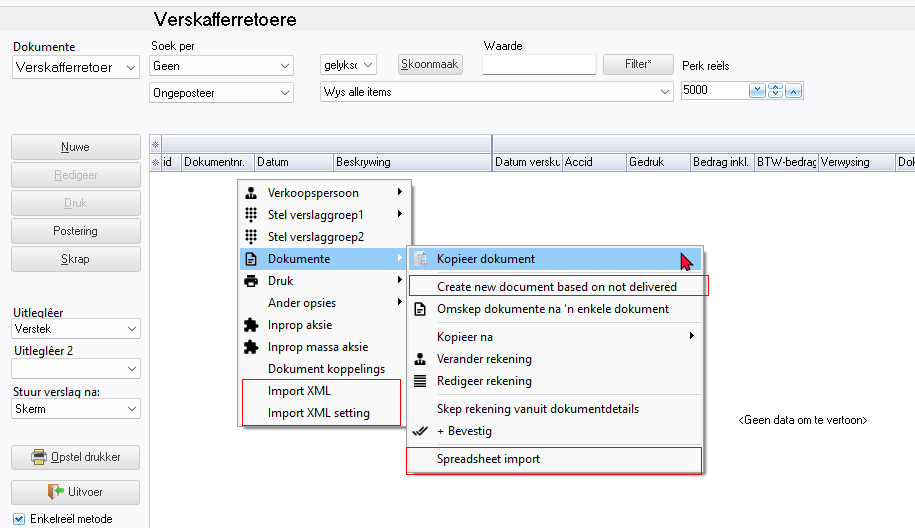 Verskafferretoere
Dokumente
Soek per
Waarde
Verskafferretoer
Geen
gelykso
Skoonmaak
Filter*
Perk reëls
Ongeposteer
Wys alle items
5000
Nuwe
Redigeer
Druk
Postering
Skrap
id Dokumentnr. Datum Beskrywing Datum versku Accid Gedruk Bedrag inkl. BTW-bedrag Verwysing Dok
Verkoopspersoon
Stel verslaggroep1
Stel verslaggroep2
Dokumente
Druk
Ander opsies
Inprop aksie
Inprop massa aksie
Dokument koppelings
Import XML
Import XML setting
Kopieer dokument
Create new document based on not delivered
Omskep dokumente na 'n enkele dokument
Kopieer na
Verander rekening
Redigeer rekening
Skep rekening vanuit dokumentdetails
+ Bevestig
Spreadsheet import
<Geen data om te vertoon>
Uitleglêer
Verstek
Uitleglêer 2
Stuur verslag na:
Skerm
Opstel drukker
Uitvoer
Enkelreël metode